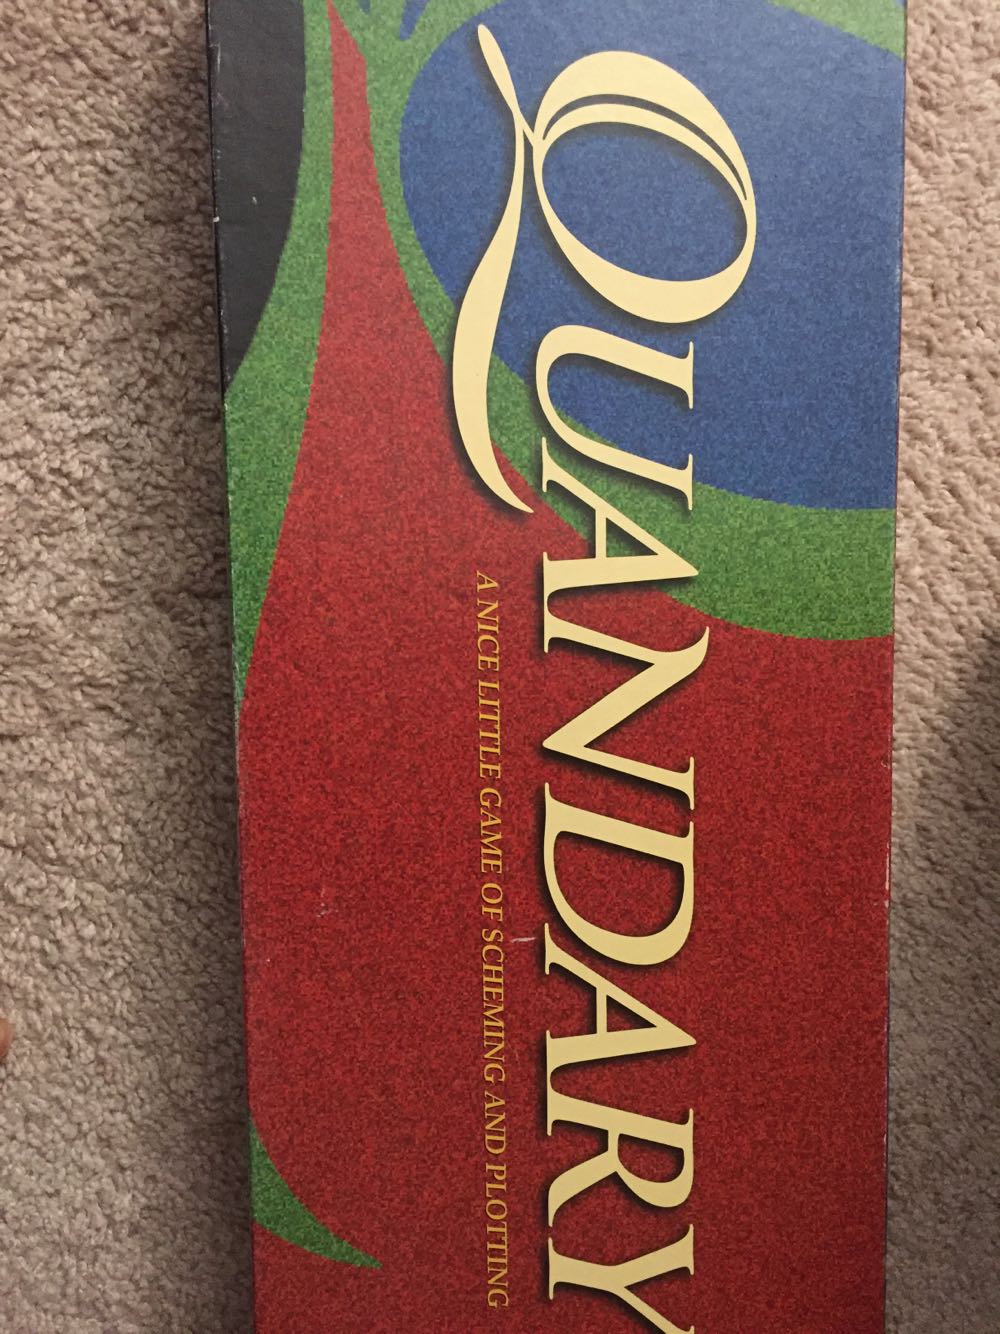 QUANDARY
A NICE LITTLE GAME OF SCHEMING AND PLOTTING